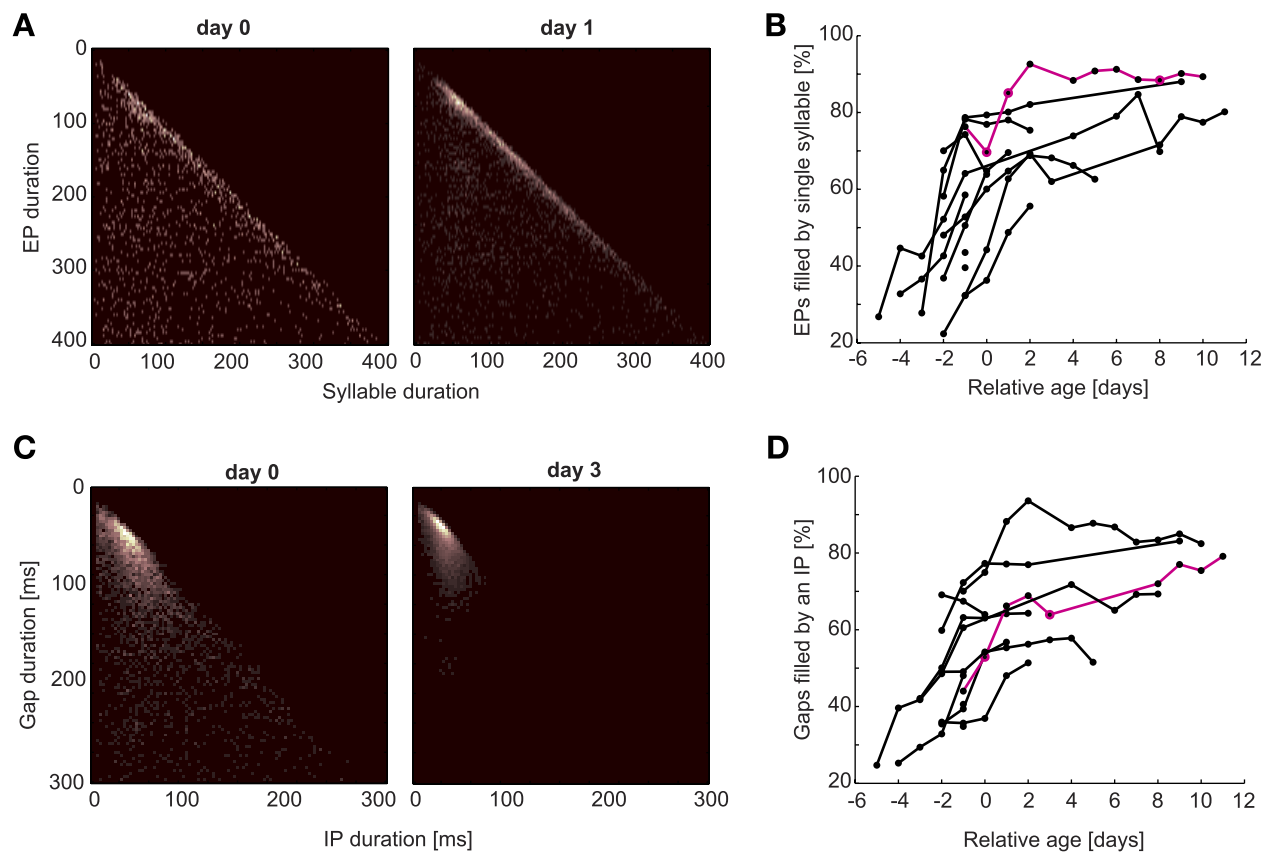 A
day 0
day 1
0
100
200
300
400
EP duration
0 100 200 300 400
0 100 200 300 400
Syllable duration
B
100
80
60
40
20
EPs filled by single syllable [%]
-6 -4 -2 0 2 4 6 8 10 12
Relative age [days]
C
day 0
day 3
0
100
200
300
Gap duration [ms]
0 100 200 300
0 100 200 300
IP duration [ms]
D
100
80
60
40
20
Gaps filled by an IP [%]
-6 -4 -2 0 2 4 6 8 10 12
Relative age [days]